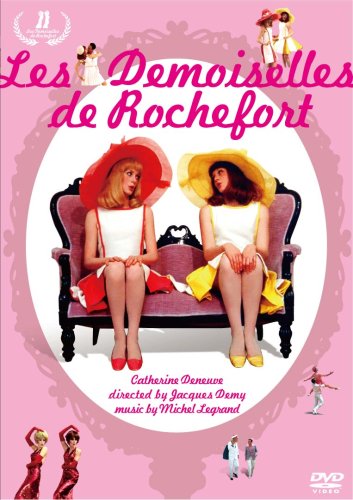 Les Demoiselles
de Rochefort
Catherine Deneuve
directed by Jacques Demy
music by Michel Legrand
DVD
VIDEO